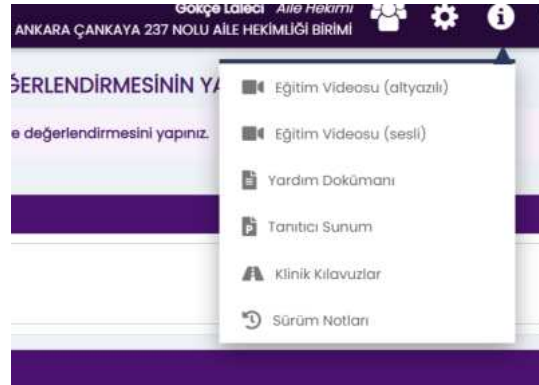 Gökçe Laleci Aile Hekimi
ANKARA ÇANKAYA 237 NOLU AİLE HEKİMLİĞİ BİRİMİ
ĞERLENDİRMESİNİN YA
e değerlendirmesini yapınız.
Eğitim Videosu (altyazılı)
Eğitim Videosu (sesli)
Yardım Dokümanı
Tanıtıcı Sunum
Klinik Kılavuzlar
Sürüm Notları